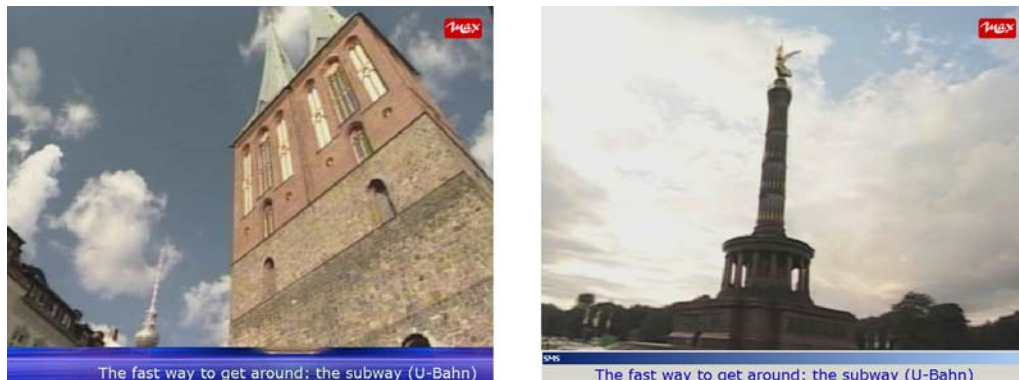 max
The fast way to get around: the subway (U-Bahn)
max
SMS
The fast way to get around: the subway (U-Bahn)